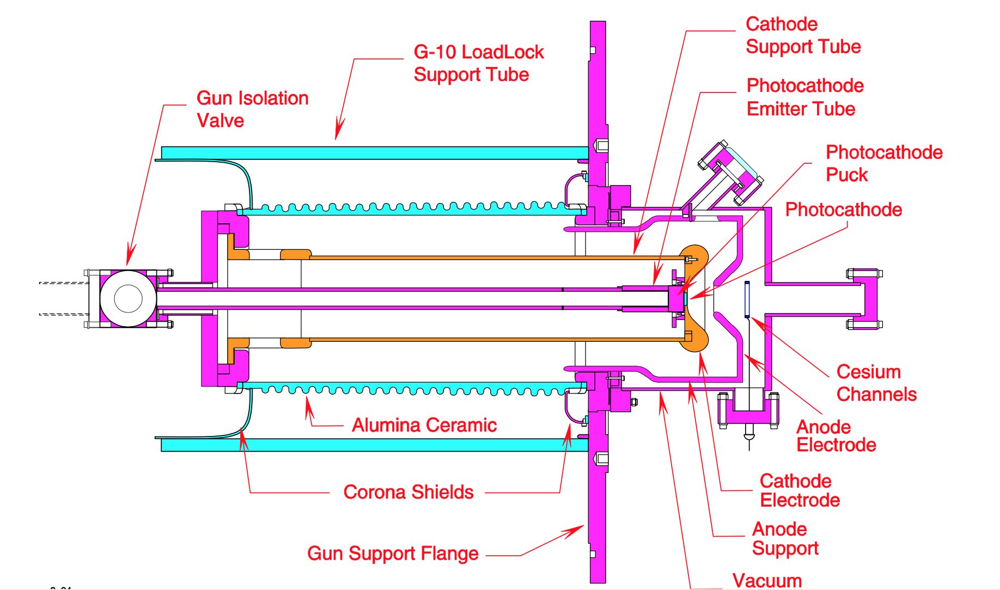 Cathode
Support Tube
G-10 LoadLock
Support Tube
Photocathode
Emitter Tube
Gun Isolation
Valve
Photocathode
Puck
Photocathode
Cesium
Channels
Alumina Ceramic
Anode
Electrode
Corona Shields
Cathode
Electrode
Anode
Support
Gun Support Flange
Vacuum